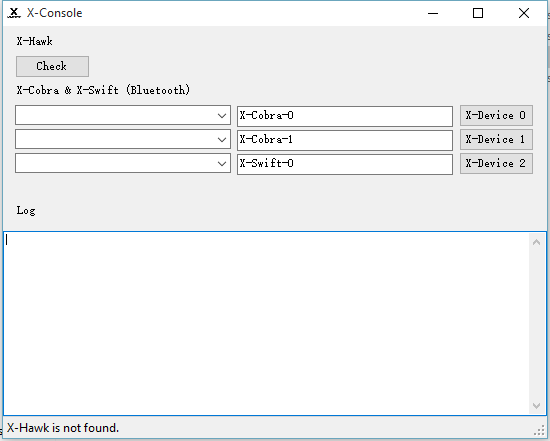 X-Console
X-Hawk
Check
X-Cobra & X-Swift (Bluetooth)
X-Cobra-0 X-Device 0
X-Cobra-1 X-Device 1
X-Swift-0 X-Device 2
Log
X-Hawk is not found.